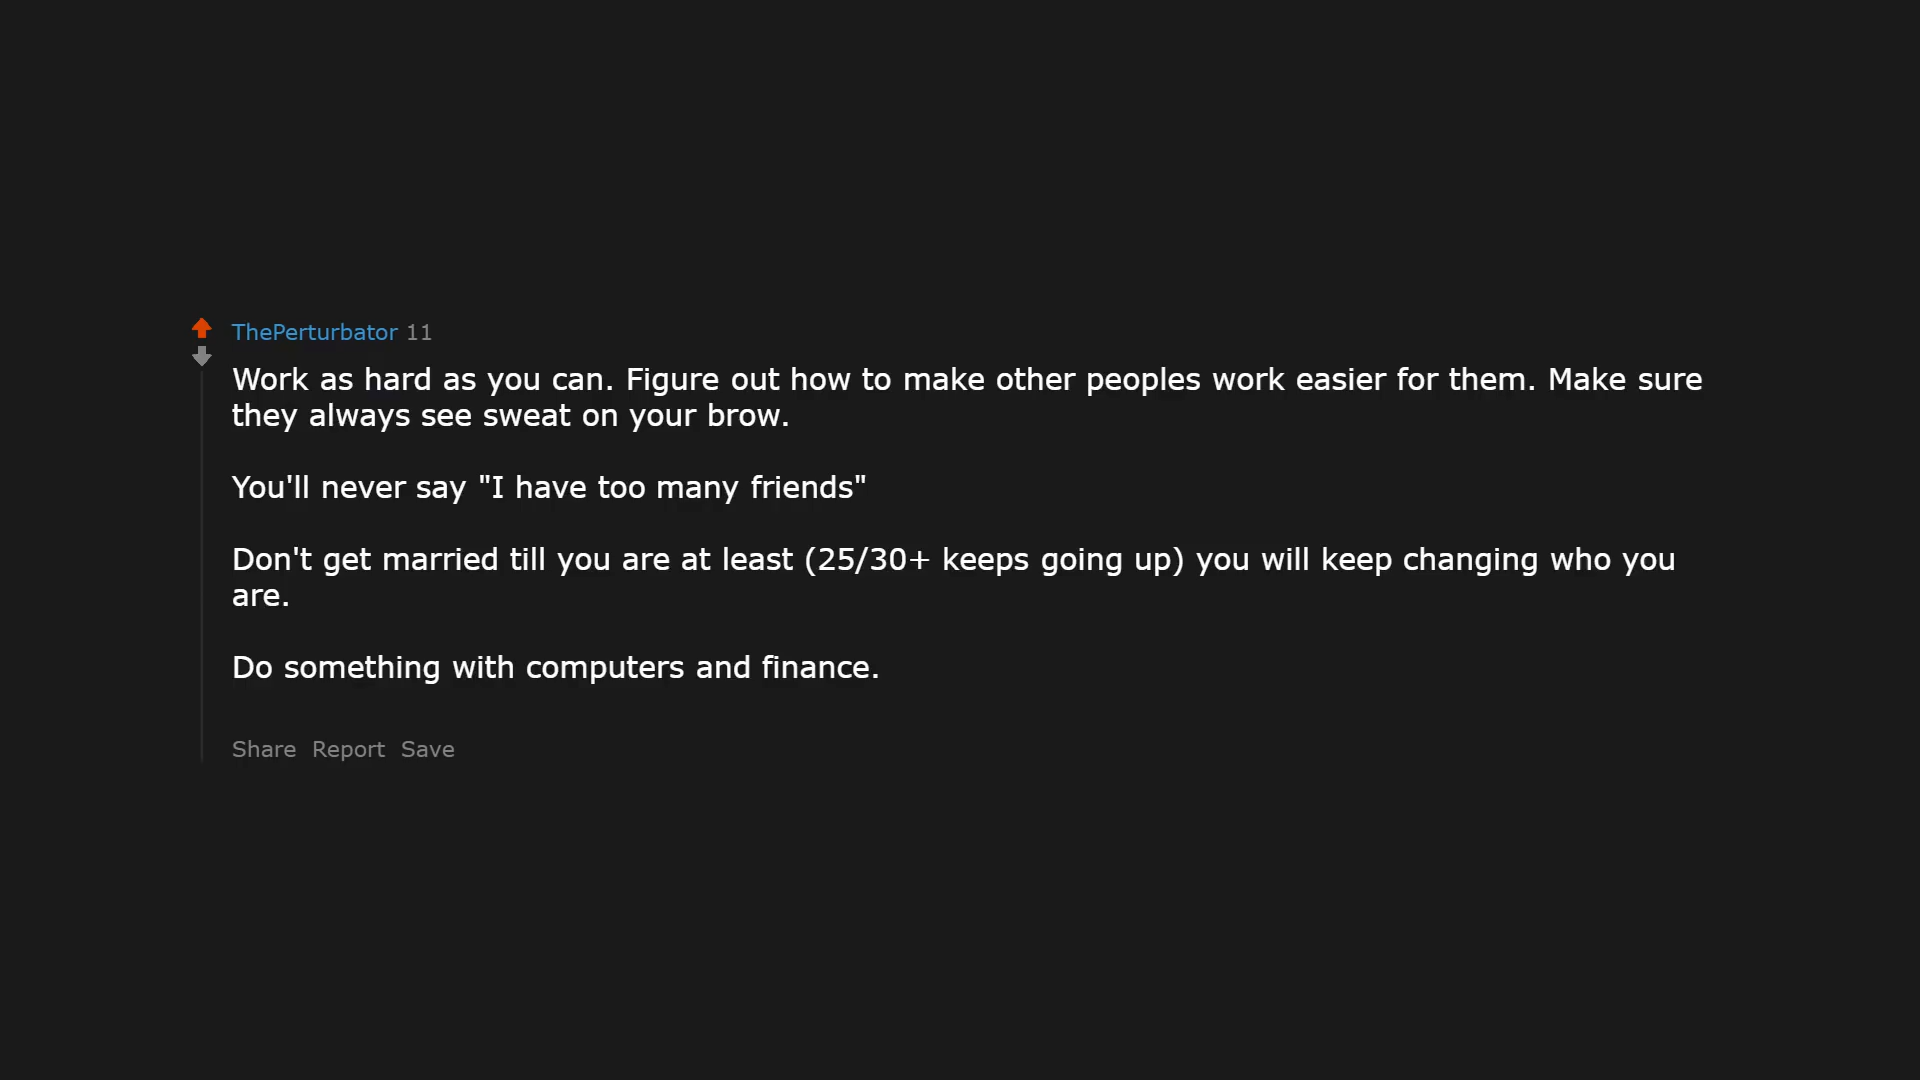 ThePerturbator 11
Work as hard as you can. Figure out how to make other peoples work easier for them. Make sure
they always see sweat on your brow.
You'll never say "I have too many friends"
Don't get married till you are at least (25/30+ keeps going up) you will keep changing who you
are.
Do something with computers and finance.
Share Report Save